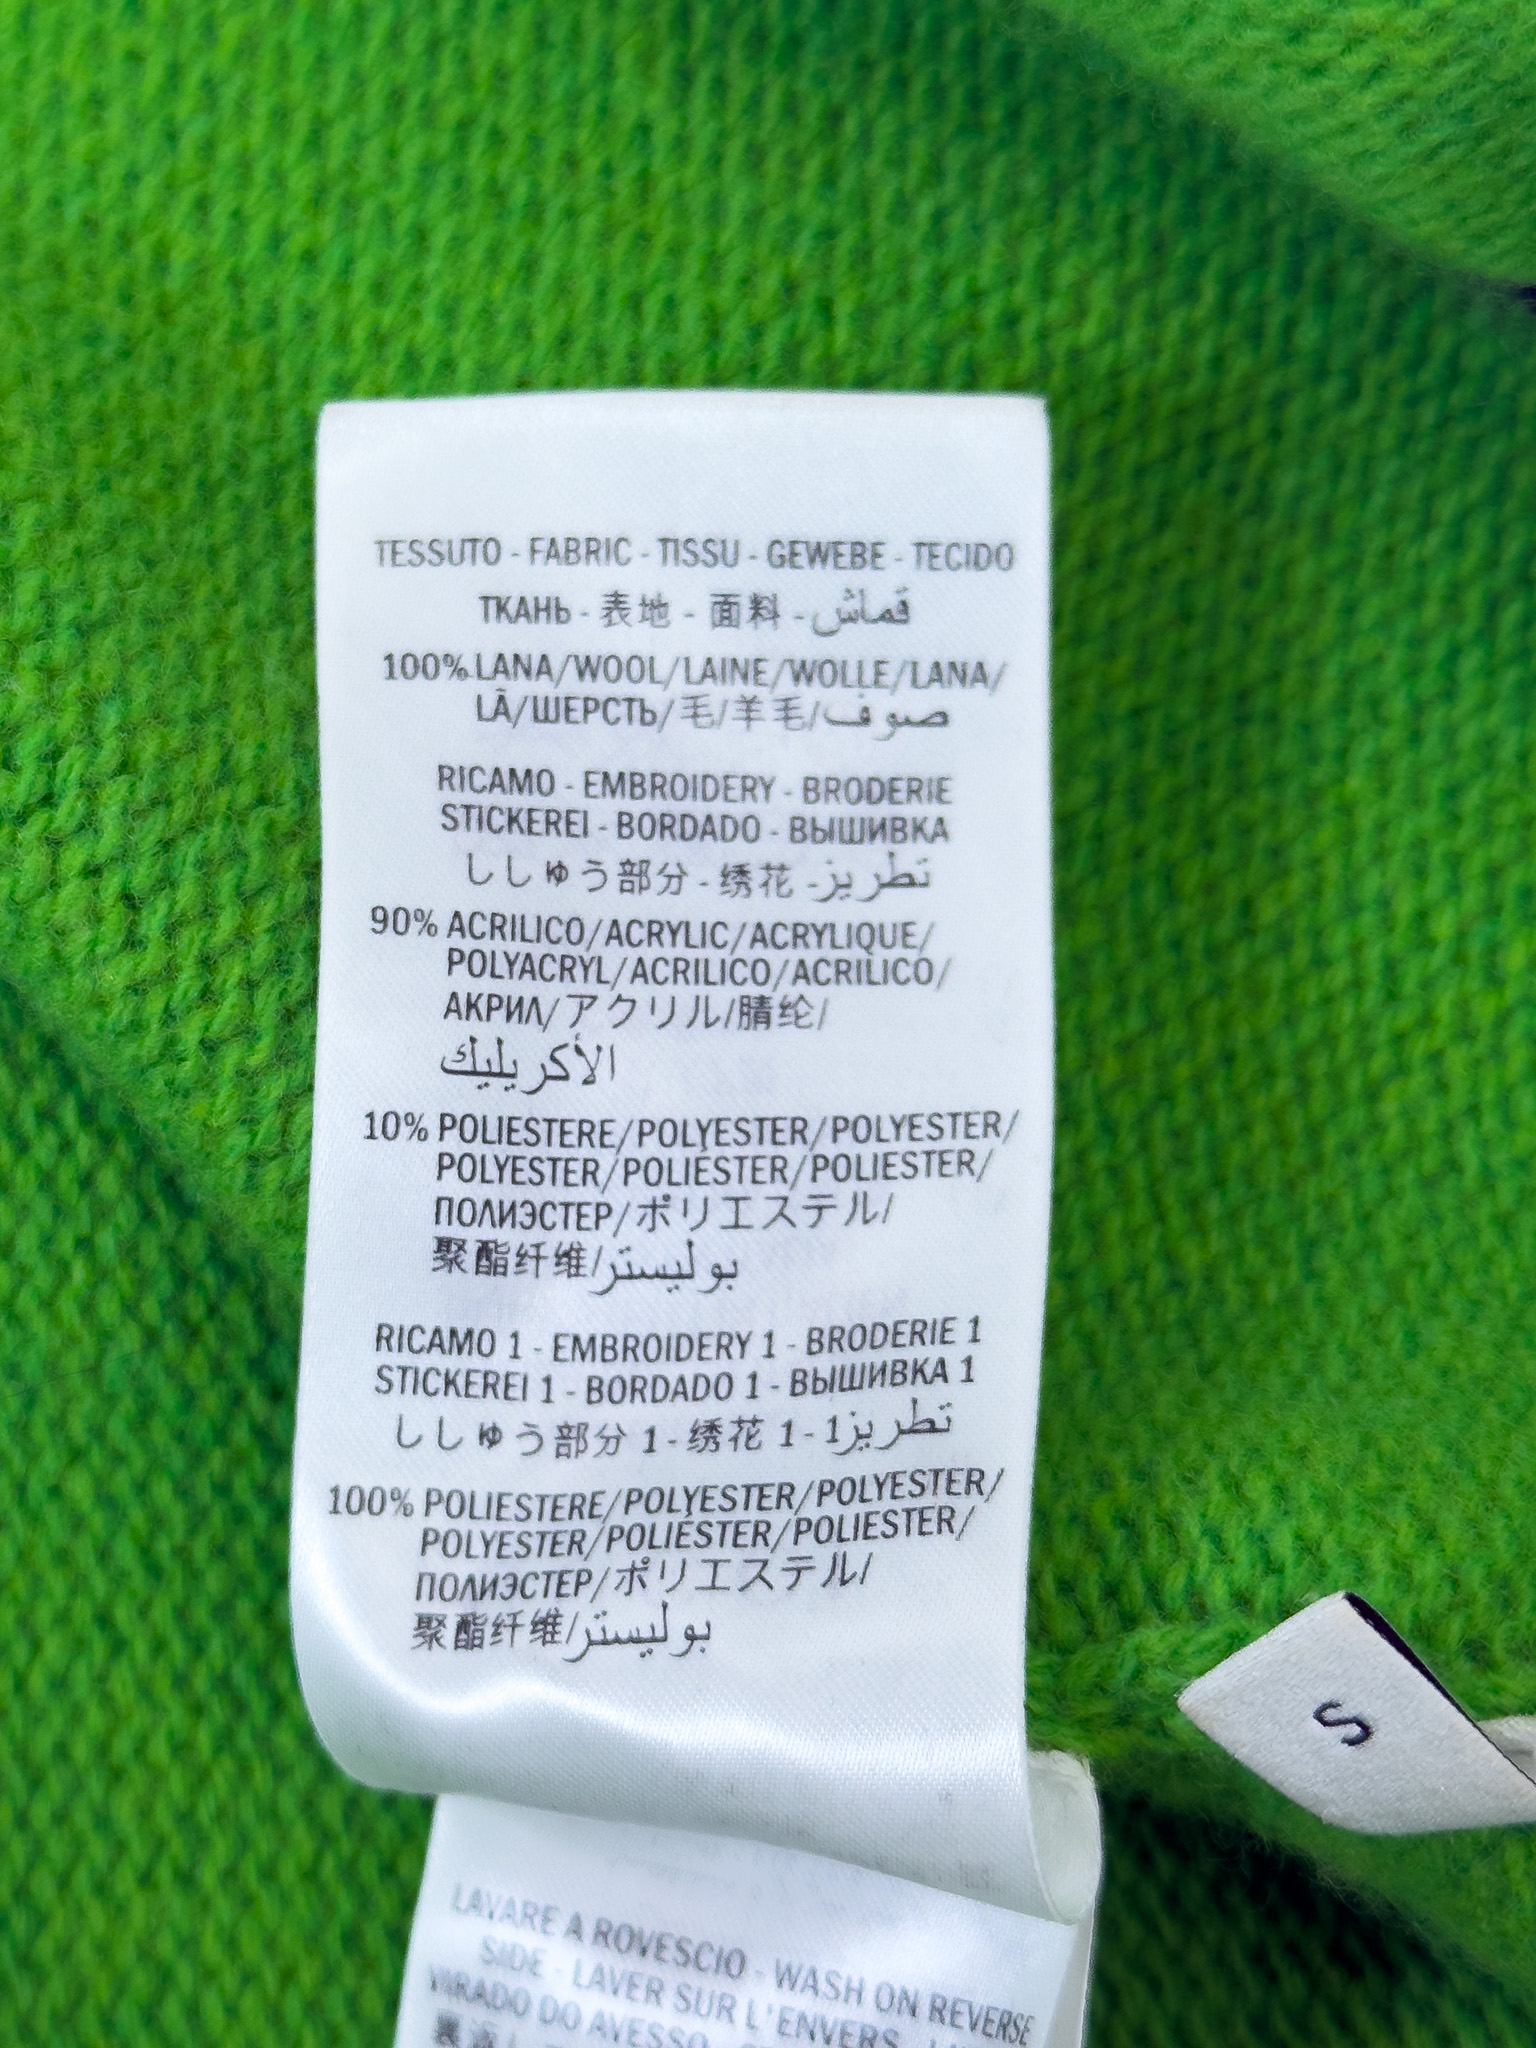 TESSUTO - FABRIC - TISSU - GEWEBE - TECIDO
ТКАНЬ - 表地 - 面料 - قماش
100% LANA/WOOL/LAINE/WOLLE/LANA/
LÃ/ШЕРСТЬ/毛/羊毛/صوف
RICAMO - EMBROIDERY - BRODERIE
STICKEREI - BORDADO - ВЫШИВКА
ししゅう部分 - 绣花 - تطريز
90% ACRILICO/ACRYLIC/ACRYLIQUE/
POLYACRYL/ACRÍLICO/ACRÍLICO/
АКРИЛ/アクリル/腈纶/
الأكريليك
10% POLIESTERE/POLYESTER/POLYESTER/
POLYESTER/POLIÉSTER/POLIESTER/
ПОЛИЭСТЕР/ポリエステル/
聚酯纤维/بوليستر
RICAMO 1 - EMBROIDERY 1 - BRODERIE 1
STICKEREI 1 - BORDADO 1 - ВЫШИВКА 1
ししゅう部分 1 - 绣花 1 - تطريز1
100% POLIESTERE/POLYESTER/POLYESTER/
POLYESTER/POLIÉSTER/POLIESTER/
ПОЛИЭСТЕР/ポリエステル/
聚酯纤维/بوليستر
S
LAVARE A ROVESCIO - WASH ON REVERSE
SIDE - LAVER SUR L'ENVERS -
VIRADO DO AVESSO -